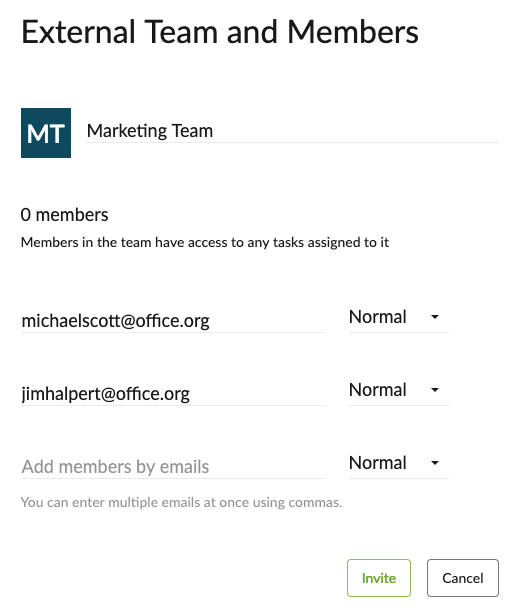 External Team and Members
MT
Marketing Team
0 members
Members in the team have access to any tasks assigned to it
michaelscott@office.org
Normal
jimhalpert@office.org
Normal
Add members by emails
Normal
You can enter multiple emails at once using commas.
Invite
Cancel